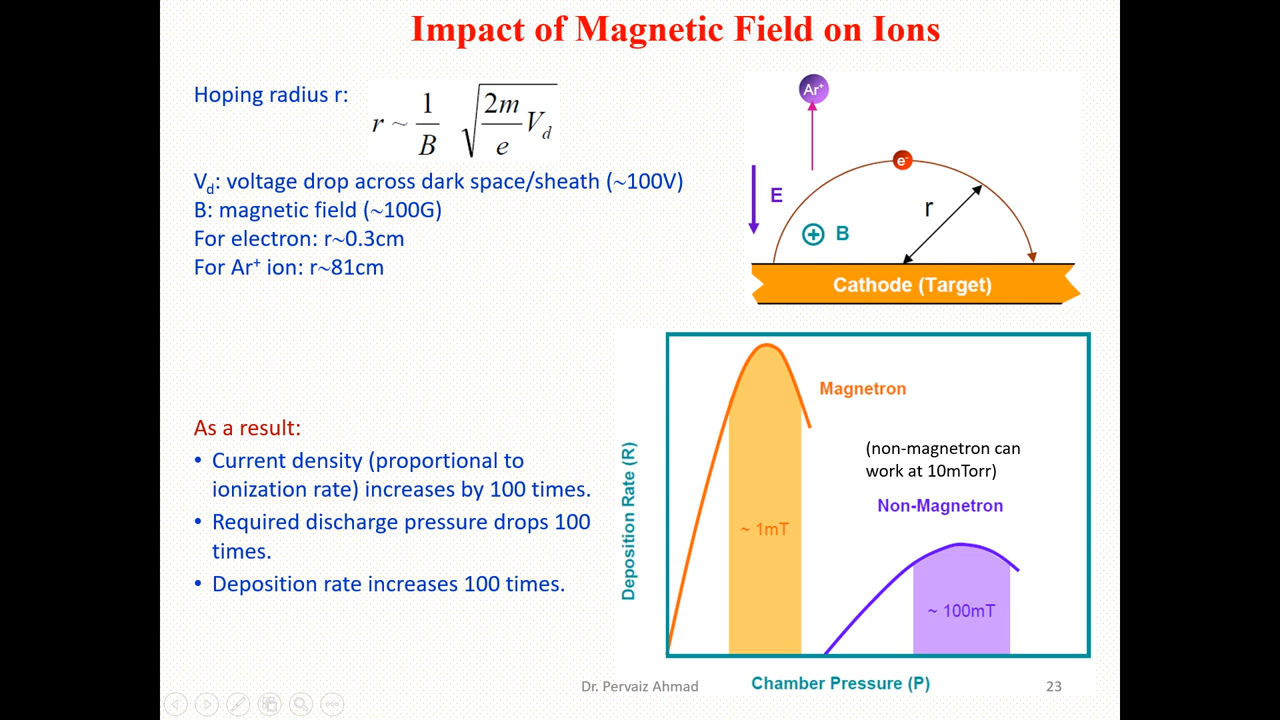 Impact of Magnetic Field on Ions
Hoping radius r:
r ~ 1/B √(2m/e V_d)
V_d: voltage drop across dark space/sheath (~100V)
B: magnetic field (~100G)
For electron: r~0.3cm
For Ar⁺ ion: r~81cm
Ar⁺
e⁻
E
r
B
Cathode (Target)
As a result:
• Current density (proportional to
ionization rate) increases by 100 times.
• Required discharge pressure drops 100
times.
• Deposition rate increases 100 times.
Deposition Rate (R)
Magnetron
(non-magnetron can
work at 10mTorr)
Non-Magnetron
~ 1mT
~ 100mT
Chamber Pressure (P)
Dr. Pervaiz Ahmad
23